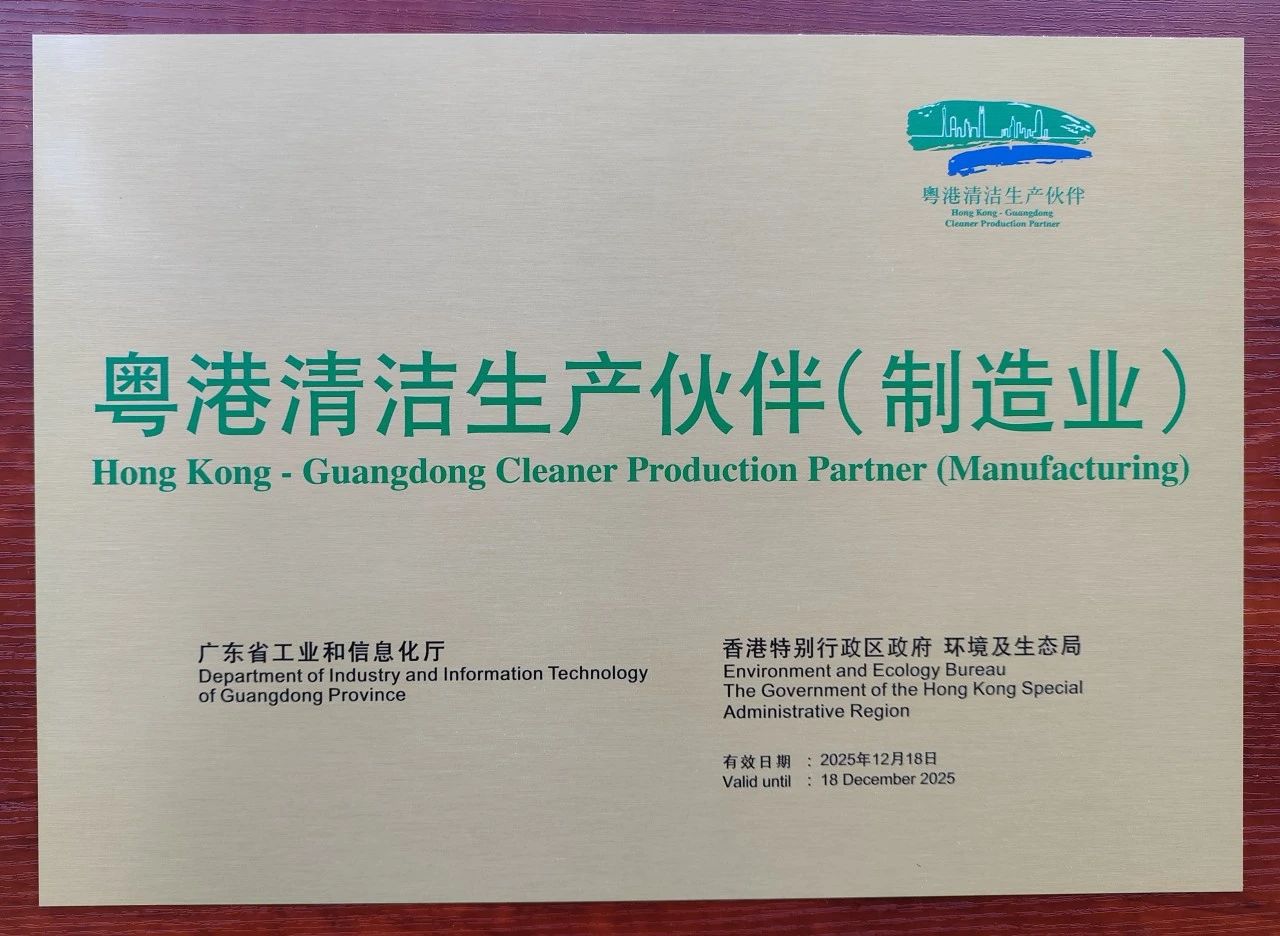 粤港清洁生产伙伴
Hong Kong - Guangdong
Cleaner Production Partner
粤港清洁生产伙伴(制造业)
Hong Kong - Guangdong Cleaner Production Partner (Manufacturing)
广东省工业和信息化厅
Department of Industry and Information Technology
of Guangdong Province
香港特别行政区政府 环境及生态局
Environment and Ecology Bureau
The Government of the Hong Kong Special
Administrative Region
有效日期 : 2025年12月18日
Valid until : 18 December 2025